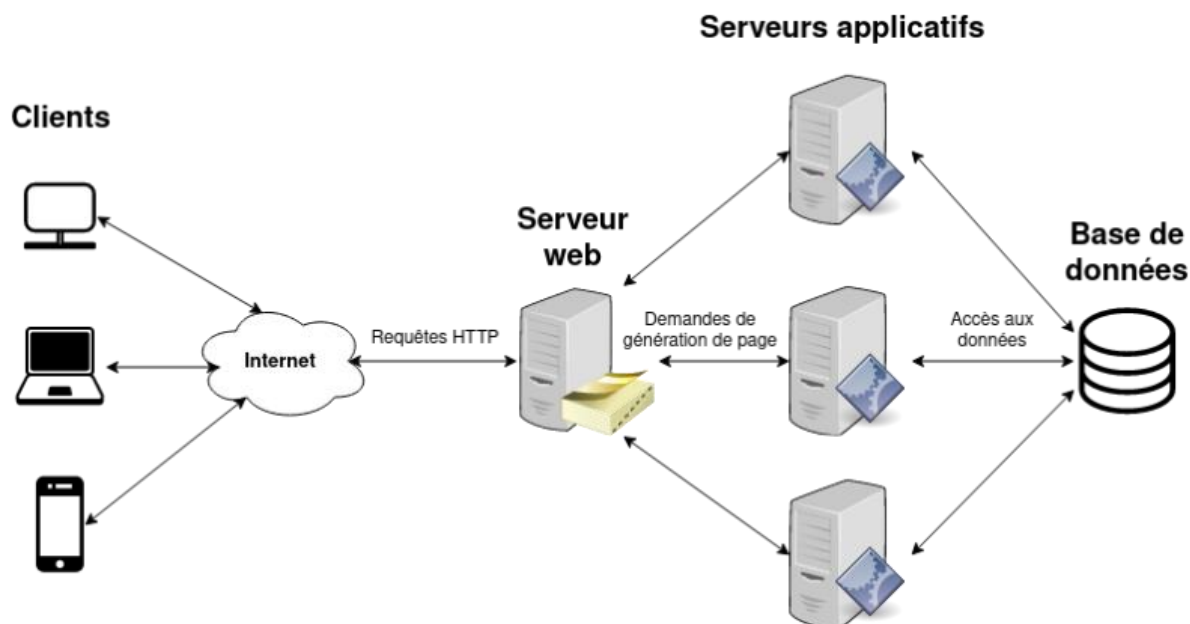 Serveurs applicatifs
Clients
Serveur
web
Base de
données
Internet
Requêtes HTTP
Demandes de
génération de page
Accès aux
données